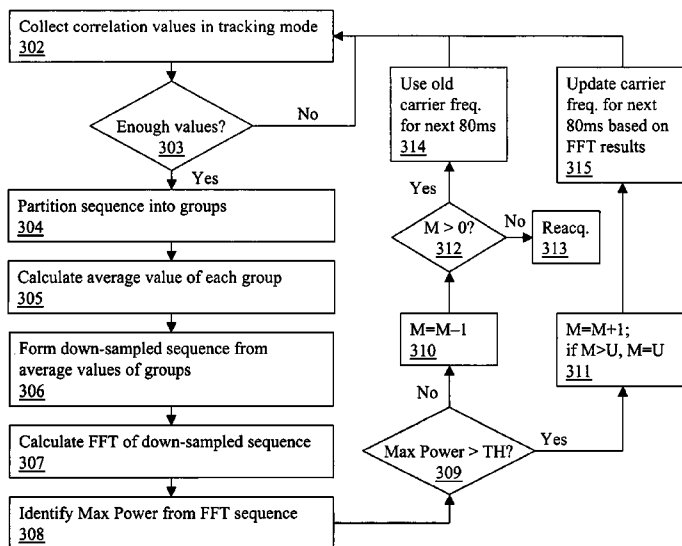 Collect correlation values in tracking mode
302
Enough values?
303
No
Yes
Partition sequence into groups
304
Calculate average value of each group
305
Form down-sampled sequence from
average values of groups
306
Calculate FFT of down-sampled sequence
307
Identify Max Power from FFT sequence
308
Max Power > TH?
309
No
Yes
M=M–1
310
M > 0?
312
Yes
No
Reacq.
313
Use old
carrier freq.
for next 80ms
314
M=M+1;
if M>U, M=U
311
Update carrier
freq. for next
80ms based on
FFT results
315